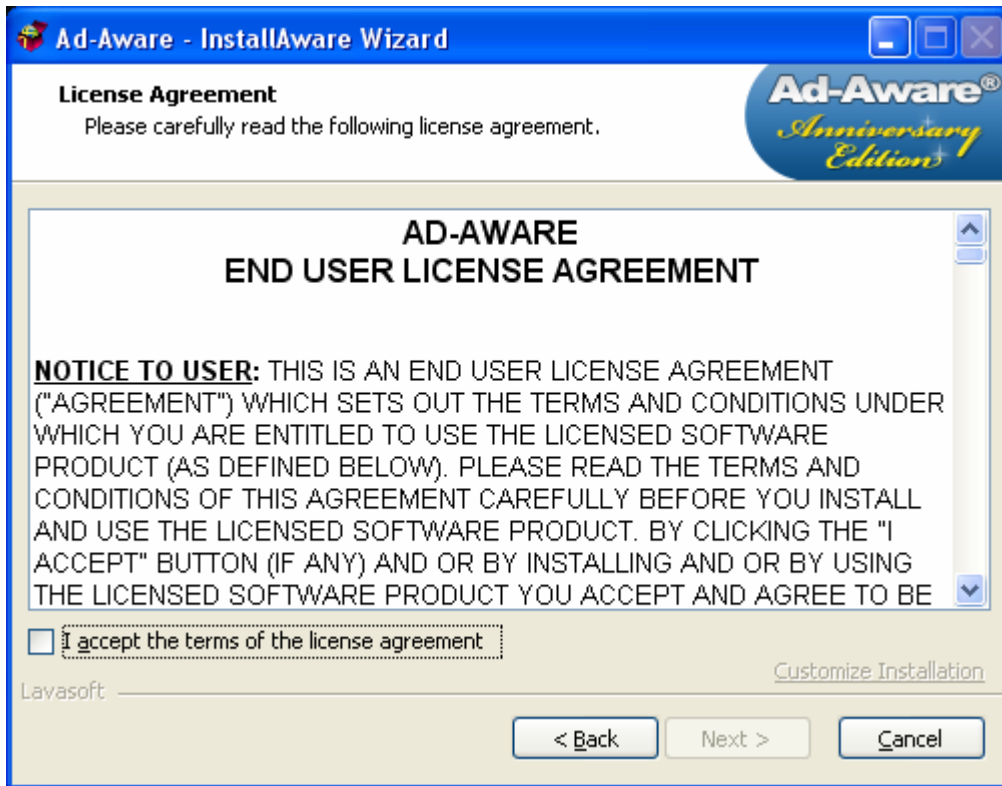 Ad-Aware - InstallAware Wizard
License Agreement
Please carefully read the following license agreement.
Ad-Aware®
Anniversary
Edition
AD-AWARE
END USER LICENSE AGREEMENT
NOTICE TO USER: THIS IS AN END USER LICENSE AGREEMENT
("AGREEMENT") WHICH SETS OUT THE TERMS AND CONDITIONS UNDER
WHICH YOU ARE ENTITLED TO USE THE LICENSED SOFTWARE
PRODUCT (AS DEFINED BELOW). PLEASE READ THE TERMS AND
CONDITIONS OF THIS AGREEMENT CAREFULLY BEFORE YOU INSTALL
AND USE THE LICENSED SOFTWARE PRODUCT. BY CLICKING THE "I
ACCEPT" BUTTON (IF ANY) AND OR BY INSTALLING AND OR BY USING
THE LICENSED SOFTWARE PRODUCT YOU ACCEPT AND AGREE TO BE
I accept the terms of the license agreement
Customize Installation
Lavasoft
< Back
Next >
Cancel